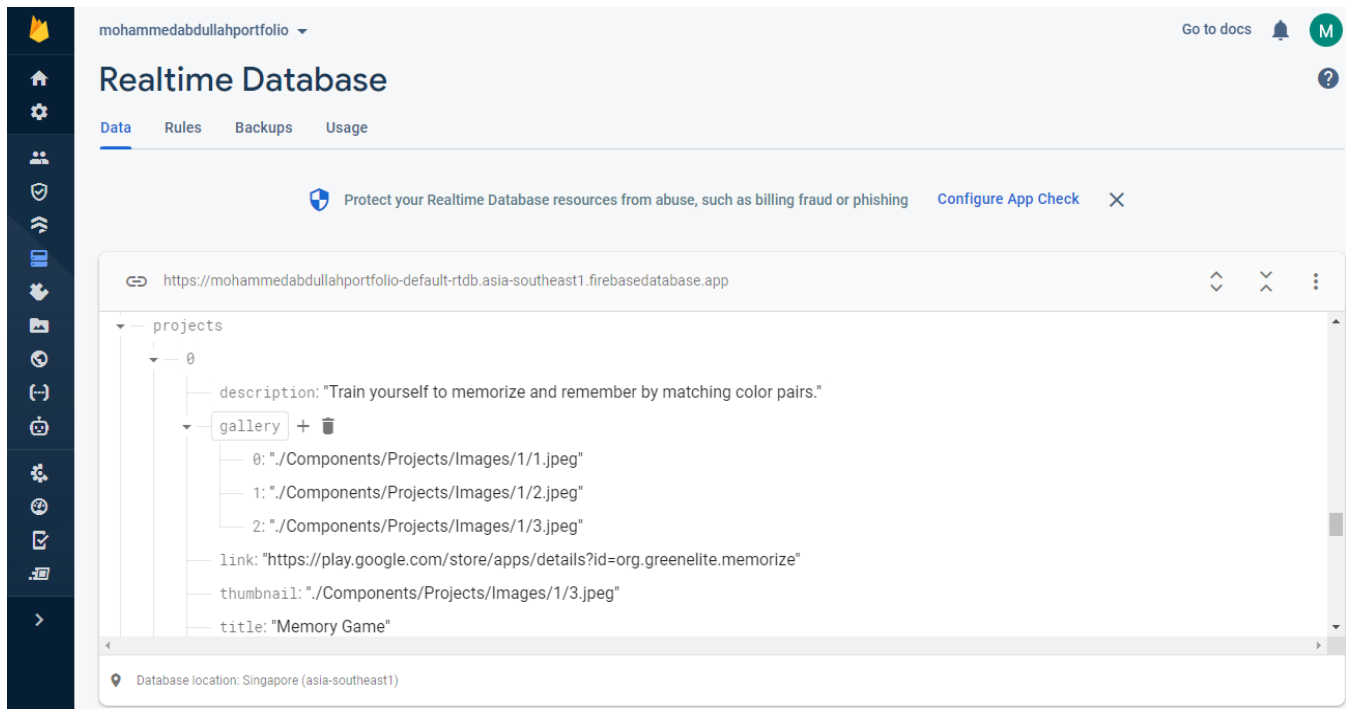 mohammedabdullahportfolio
Go to docs
M
Realtime Database
Data Rules Backups Usage
Protect your Realtime Database resources from abuse, such as billing fraud or phishing Configure App Check
https://mohammedabdullahportfolio-default-rtdb.asia-southeast1.firebasedatabase.app
projects
0
description: "Train yourself to memorize and remember by matching color pairs."
gallery
0: "./Components/Projects/Images/1/1.jpeg"
1: "./Components/Projects/Images/1/2.jpeg"
2: "./Components/Projects/Images/1/3.jpeg"
link: "https://play.google.com/store/apps/details?id=org.greenelite.memorize"
thumbnail: "./Components/Projects/Images/1/3.jpeg"
title: "Memory Game"
Database location: Singapore (asia-southeast1)